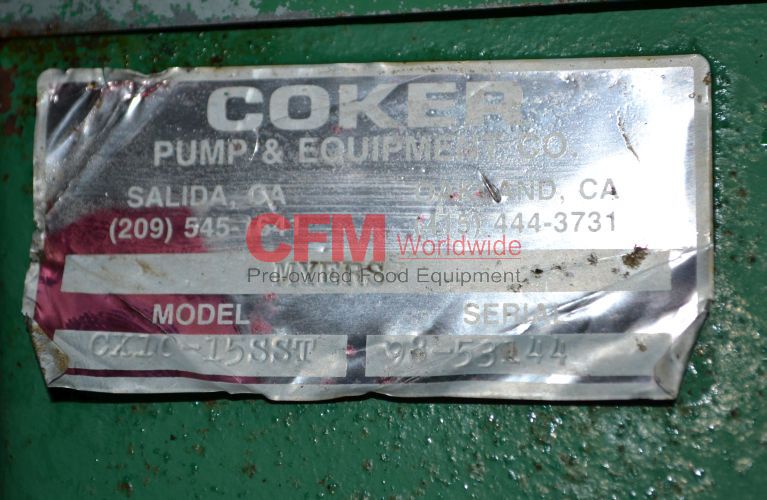 COKER
PUMP & EQUIPMENT CO.
SALIDA, CA
OAKLAND, CA
(209) 545-
444-3731
CFM Worldwide
Pre-owned Food Equipment
MODEL
SERIAL
CX10-15SST
98-53144